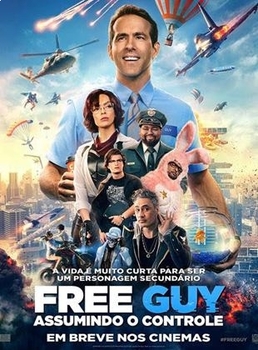 A VIDA É MUITO CURTA PARA SER
UM PERSONAGEM SECUNDÁRIO
FREE GUY
ASSUMINDO O CONTROLE
EM BREVE NOS CINEMAS
#FREEGUY